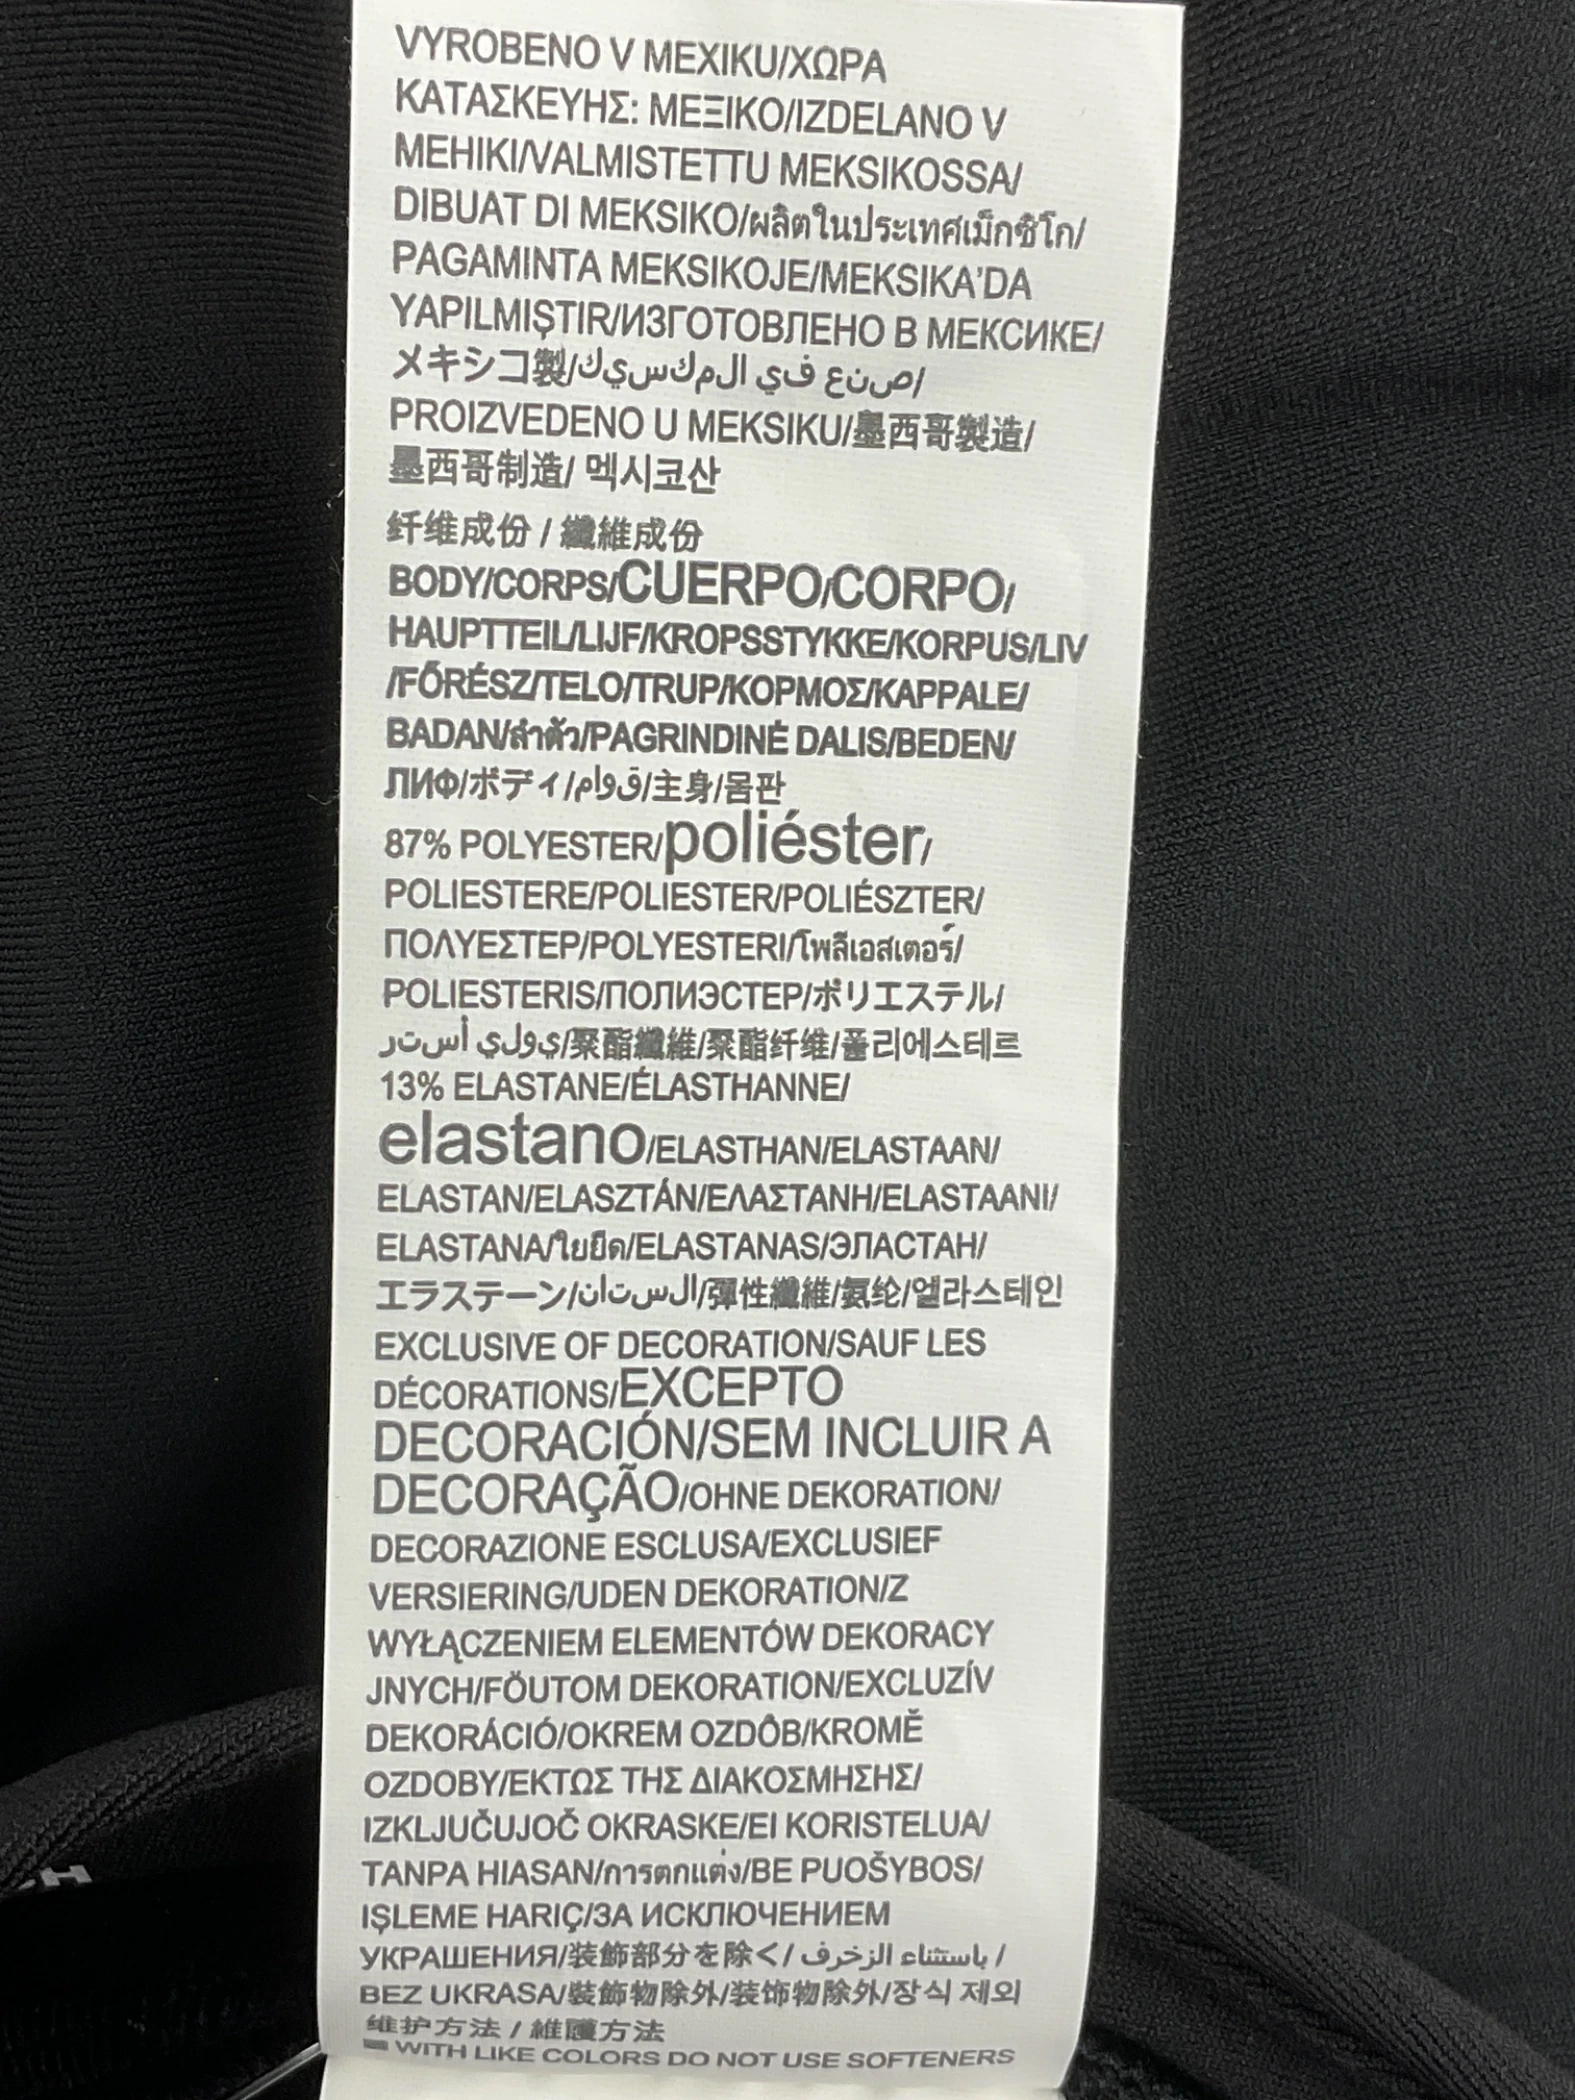 VYROBENO V MEXIKU/ΧΩΡΑ
ΚΑΤΑΣΚΕΥΗΣ: ΜΕΞΙΚΟ/IZDELANO V
MEHIKI/VALMISTETTU MEKSIKOSSA/
DIBUAT DI MEKSIKO/ผลิตในประเทศเม็กซิโก/
PAGAMINTA MEKSIKOJE/MEKSIKA'DA
YAPILMIŞTIR/ИЗГОТОВЛЕНО В МЕКСИКЕ/
メキシコ製/صنع في المكسيك/
PROIZVEDENO U MEKSIKU/墨西哥製造/
墨西哥制造/ 멕시코산
纤维成份 / 纖維成份
BODY/CORPS/CUERPO/CORPO/
HAUPTTEIL/LIJF/KROPSSTYKKE/KORPUS/LIV
/FŐRÉSZ/TELO/TRUP/ΚΟΡΜΟΣ/KAPPALE/
BADAN/ลำตัว/PAGRINDINĖ DALIS/BEDEN/
ЛИФ/ボディ/قوام/主身/몸판
87% POLYESTER/poliéster/
POLIESTERE/POLIESTER/POLIÉSZTER/
ΠΟΛΥΕΣΤΕΡ/POLYESTERI/โพลีเอสเตอร์/
POLIESTERIS/ПОЛИЭСТЕР/ポリエステル/
يولي أستر/聚酯纖維/聚酯纤维/폴리에스테르
13% ELASTANE/ÉLASTHANNE/
elastano/ELASTHAN/ELASTAAN/
ELASTAN/ELASZTÁN/ΕΛΑΣΤΑΝΗ/ELASTAANI/
ELASTANA/ใยยืด/ELASTANAS/ЭЛАСТАН/
エラステーン/الستان/彈性纖維/氨纶/엘라스테인
EXCLUSIVE OF DECORATION/SAUF LES
DÉCORATIONS/EXCEPTO
DECORACIÓN/SEM INCLUIR A
DECORAÇÃO/OHNE DEKORATION/
DECORAZIONE ESCLUSA/EXCLUSIEF
VERSIERING/UDEN DEKORATION/Z
WYŁĄCZENIEM ELEMENTÓW DEKORACY
JNYCH/FÖUTOM DEKORATION/EXCLUZÍV
DEKORÁCIÓ/OKREM OZDÔB/KROMĚ
OZDOBY/ΕΚΤΩΣ ΤΗΣ ΔΙΑΚΟΣΜΗΣΗΣ/
IZKLJUČUJOČ OKRASKE/EI KORISTELUA/
TANPA HIASAN/การตกแต่ง/BE PUOŠYBOS/
IŞLEME HARIÇ/ЗА ИСКЛЮЧЕНИЕМ
УКРАШЕНИЯ/装飾部分を除く/ باستثناء الزخرف /
BEZ UKRASA/裝飾物除外/装饰物除外/장식 제외
维护方法 / 維護方法
WITH LIKE COLORS DO NOT USE SOFTENERS